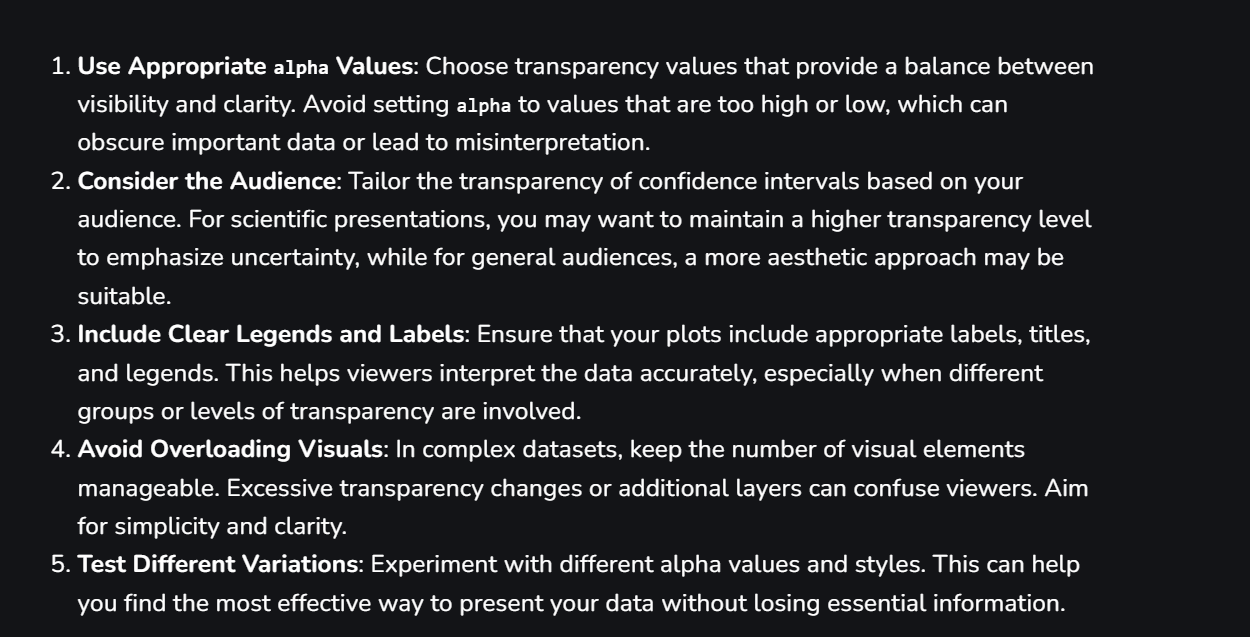 1. Use Appropriate alpha Values: Choose transparency values that provide a balance between
visibility and clarity. Avoid setting alpha to values that are too high or low, which can
obscure important data or lead to misinterpretation.
2. Consider the Audience: Tailor the transparency of confidence intervals based on your
audience. For scientific presentations, you may want to maintain a higher transparency level
to emphasize uncertainty, while for general audiences, a more aesthetic approach may be
suitable.
3. Include Clear Legends and Labels: Ensure that your plots include appropriate labels, titles,
and legends. This helps viewers interpret the data accurately, especially when different
groups or levels of transparency are involved.
4. Avoid Overloading Visuals: In complex datasets, keep the number of visual elements
manageable. Excessive transparency changes or additional layers can confuse viewers. Aim
for simplicity and clarity.
5. Test Different Variations: Experiment with different alpha values and styles. This can help
you find the most effective way to present your data without losing essential information.